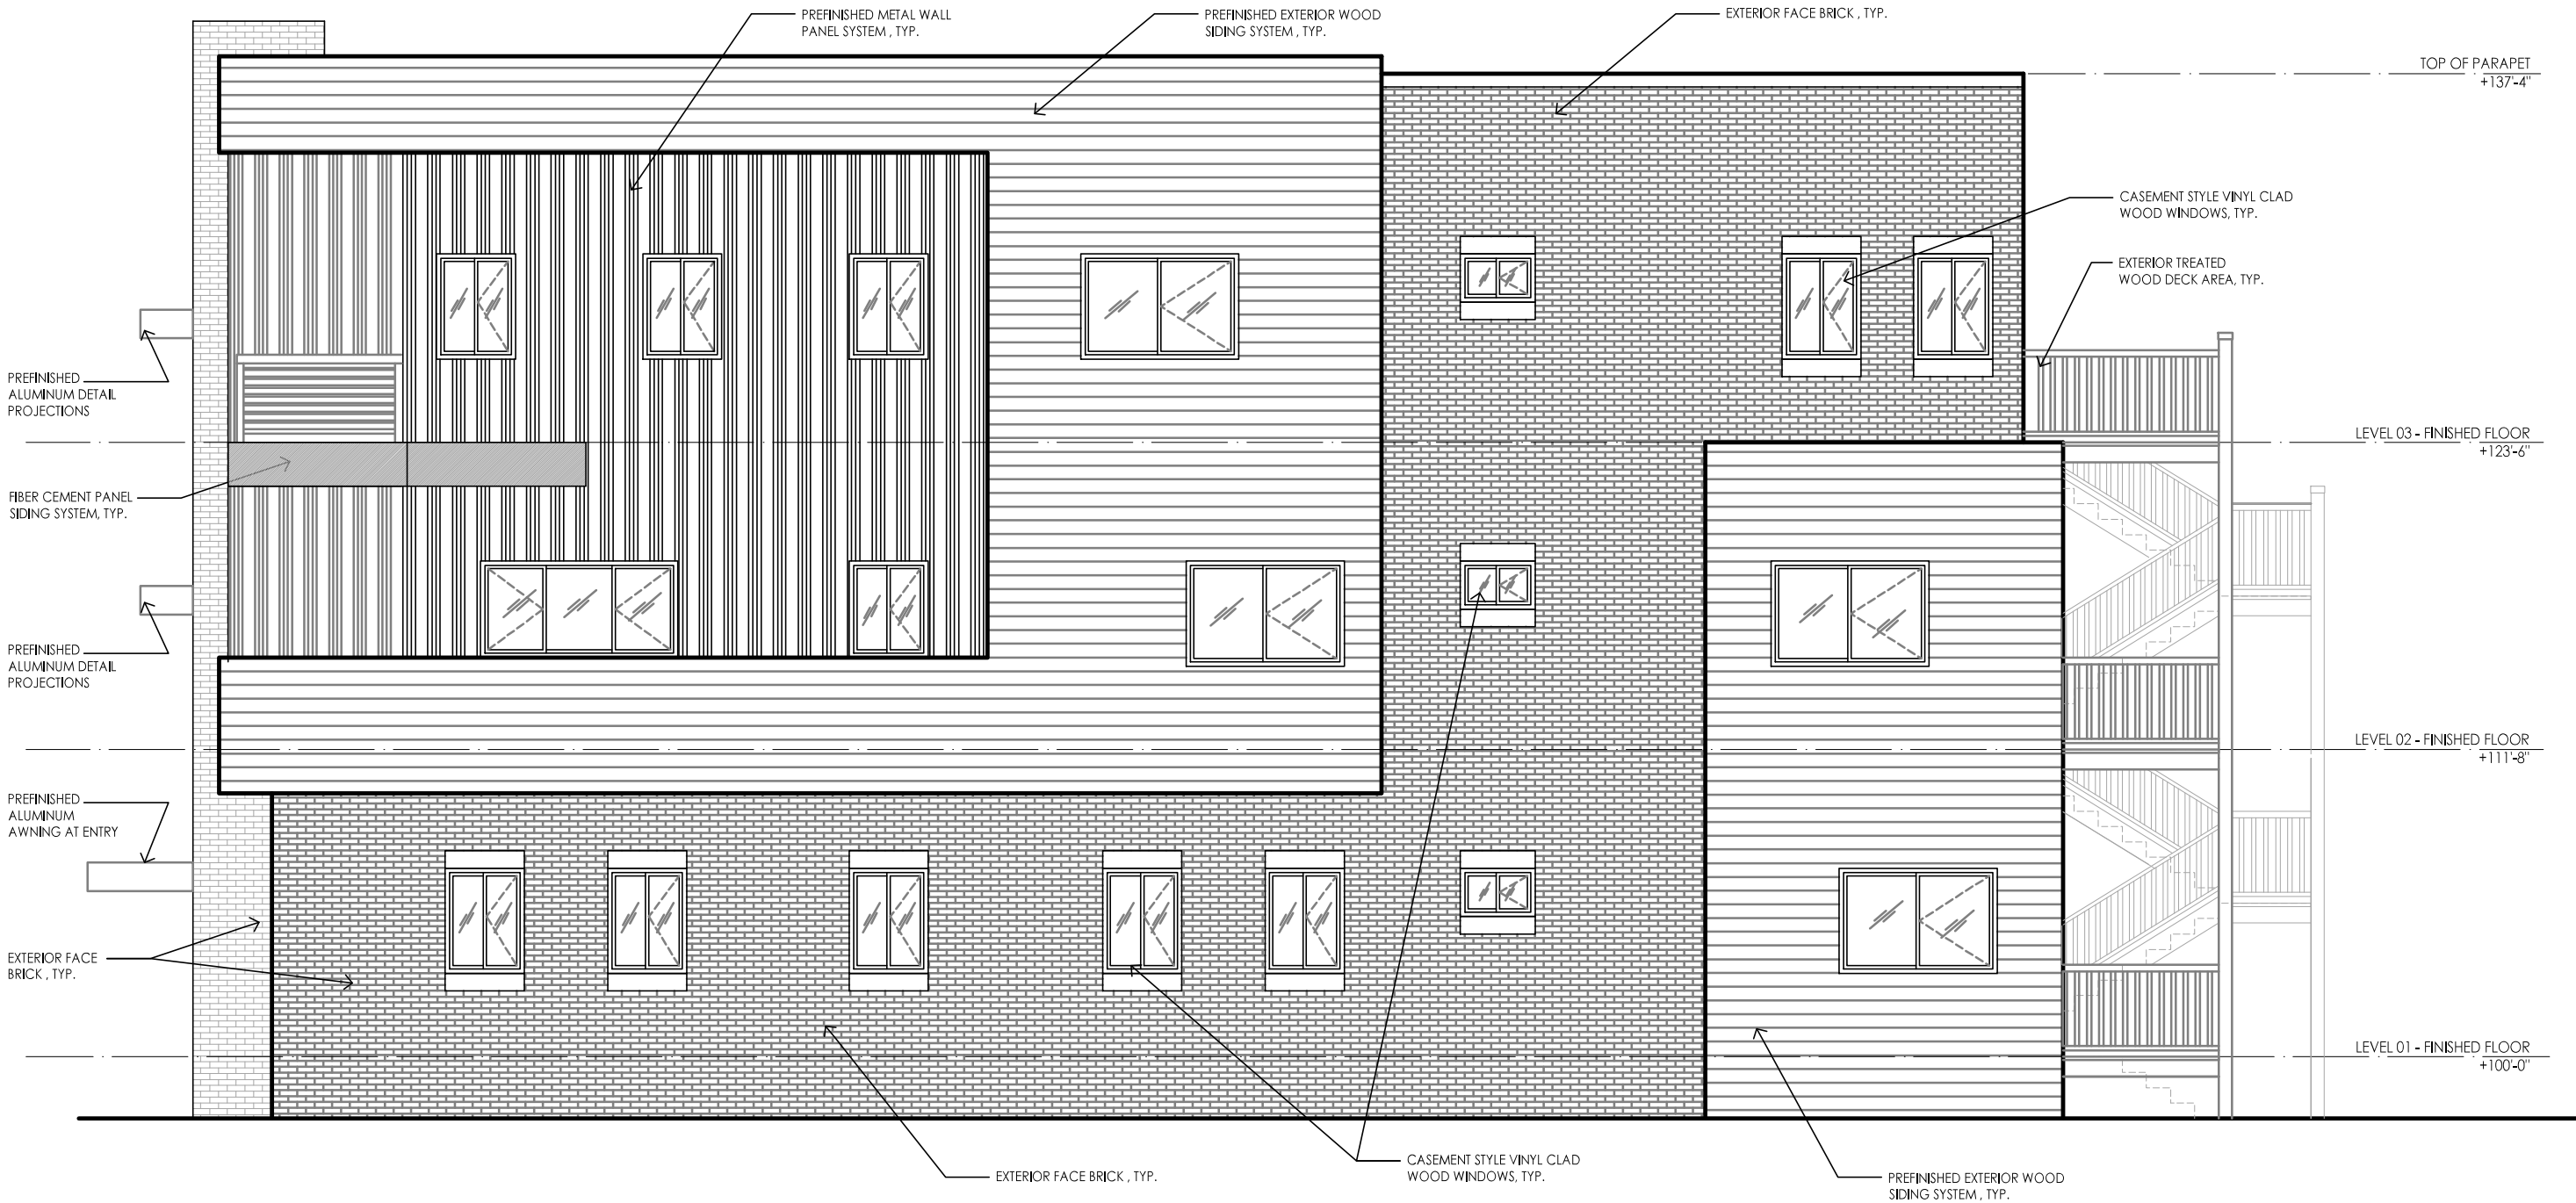 PREFINISHED METAL WALL
PANEL SYSTEM , TYP.
PREFINISHED EXTERIOR WOOD
SIDING SYSTEM , TYP.
EXTERIOR FACE BRICK , TYP.
TOP OF PARAPET
+137'-4"
CASEMENT STYLE VINYL CLAD
WOOD WINDOWS, TYP.
EXTERIOR TREATED
WOOD DECK AREA, TYP.
PREFINISHED
ALUMINUM DETAIL
PROJECTIONS
LEVEL 03 - FINISHED FLOOR
+123'-6"
FIBER CEMENT PANEL
SIDING SYSTEM, TYP.
PREFINISHED
ALUMINUM DETAIL
PROJECTIONS
LEVEL 02 - FINISHED FLOOR
+111'-8"
PREFINISHED
ALUMINUM
AWNING AT ENTRY
EXTERIOR FACE
BRICK , TYP.
LEVEL 01 - FINISHED FLOOR
+100'-0"
EXTERIOR FACE BRICK , TYP.
CASEMENT STYLE VINYL CLAD
WOOD WINDOWS, TYP.
PREFINISHED EXTERIOR WOOD
SIDING SYSTEM , TYP.